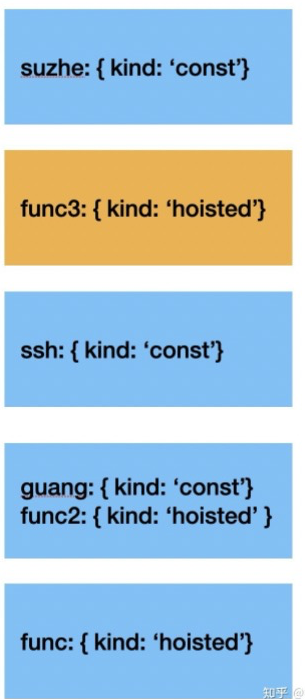 suzhe: { kind: ‘const’}
func3: { kind: ‘hoisted’}
ssh: { kind: ‘const’}
guang: { kind: ‘const’}
func2: { kind: ‘hoisted’ }
func: { kind: ‘hoisted’}
知乎 @